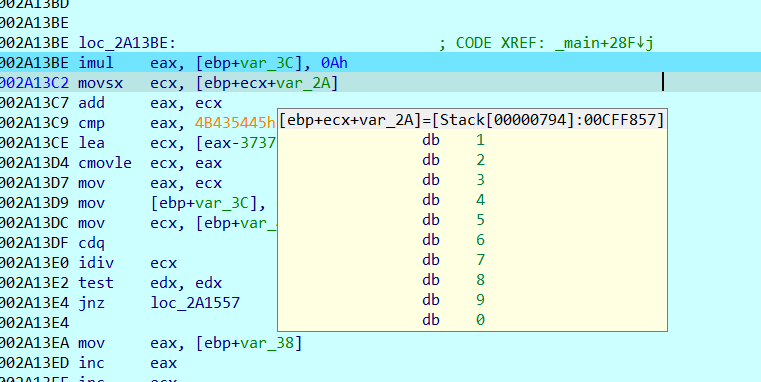 002A13BD
002A13BE
002A13BE loc_2A13BE: ; CODE XREF: _main+28F↓j
002A13BE imul eax, [ebp+var_3C], 0Ah
002A13C2 movsx ecx, [ebp+ecx+var_2A]
002A13C7 add eax, ecx
002A13C9 cmp eax, 4B435445h
002A13CE lea ecx, [eax-3737
002A13D4 cmovle ecx, eax
002A13D7 mov eax, ecx
002A13D9 mov [ebp+var_3C],
002A13DC mov ecx, [ebp+var_
002A13DF cdq
002A13E0 idiv ecx
002A13E2 test edx, edx
002A13E4 jnz loc_2A1557
002A13E4
002A13EA mov eax, [ebp+var_38]
002A13ED inc eax
[ebp+ecx+var_2A]=[Stack[00000794]:00CFF857]
db 1
db 2
db 3
db 4
db 5
db 6
db 7
db 8
db 9
db 0